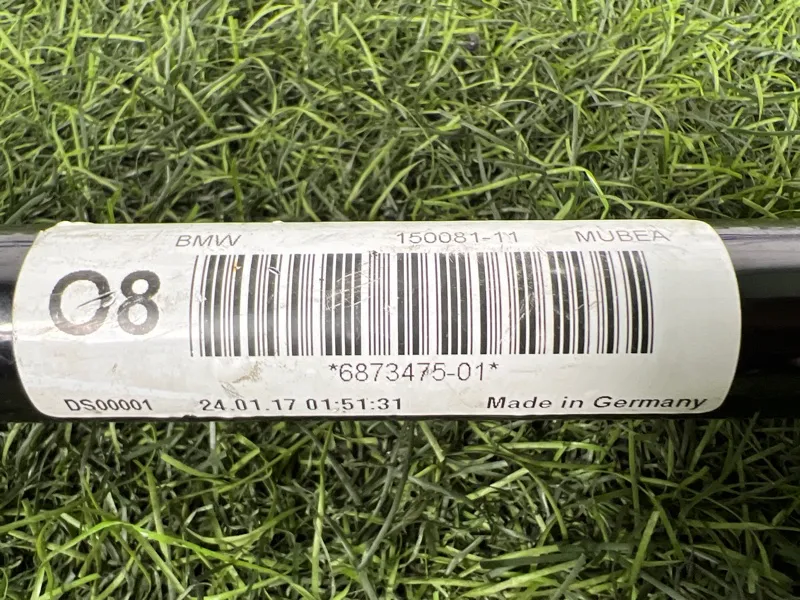 BMW 150081-11 MUBEA
O8
*6873475-01*
DS00001 24.01.17 01:51:31 Made in Germany